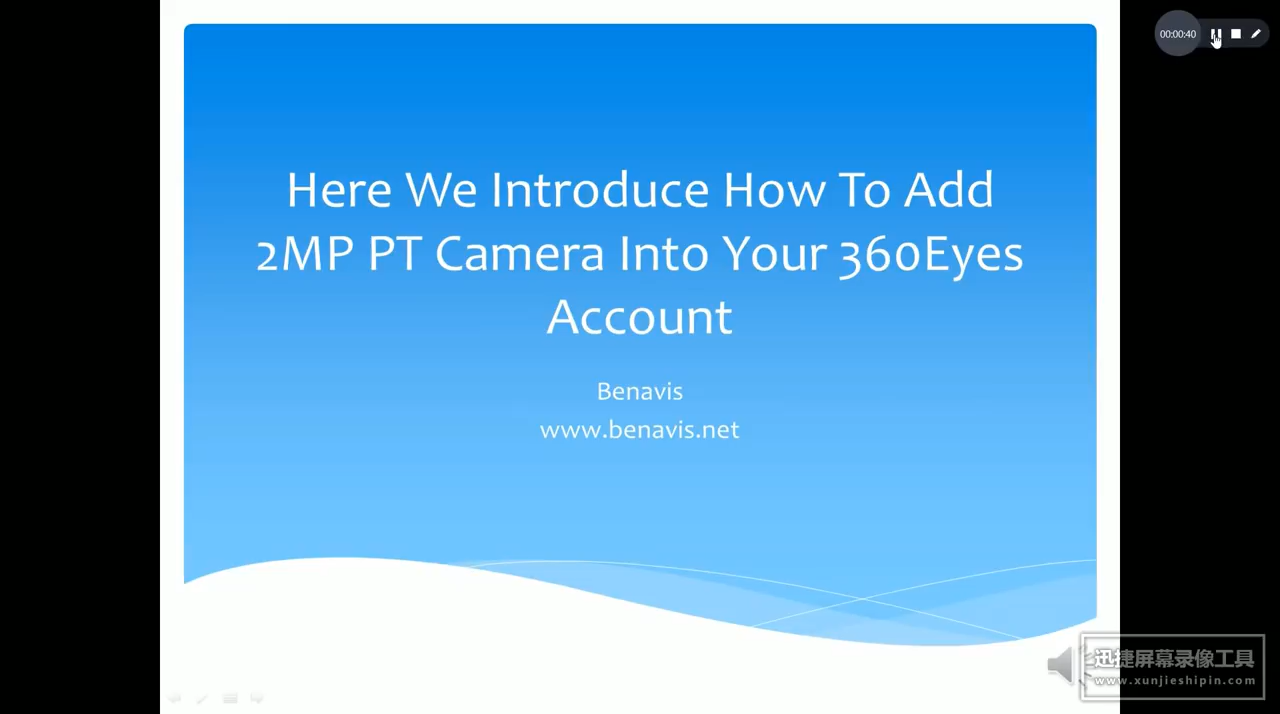 00:00:40
Here We Introduce How To Add
2MP PT Camera Into Your 360Eyes
Account
Benavis
www.benavis.net
迅捷屏幕录像工具
www.xunjieshipin.com